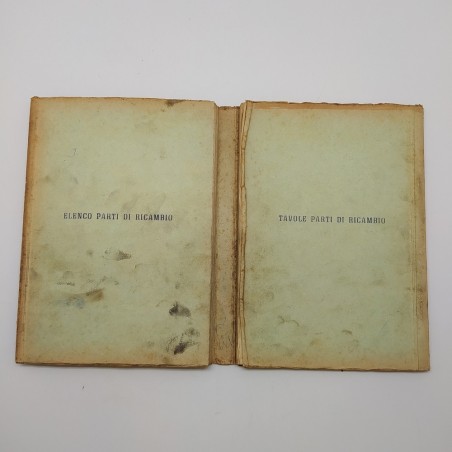 ELENCO PARTI DI RICAMBIO
TAVOLE PARTI DI RICAMBIO